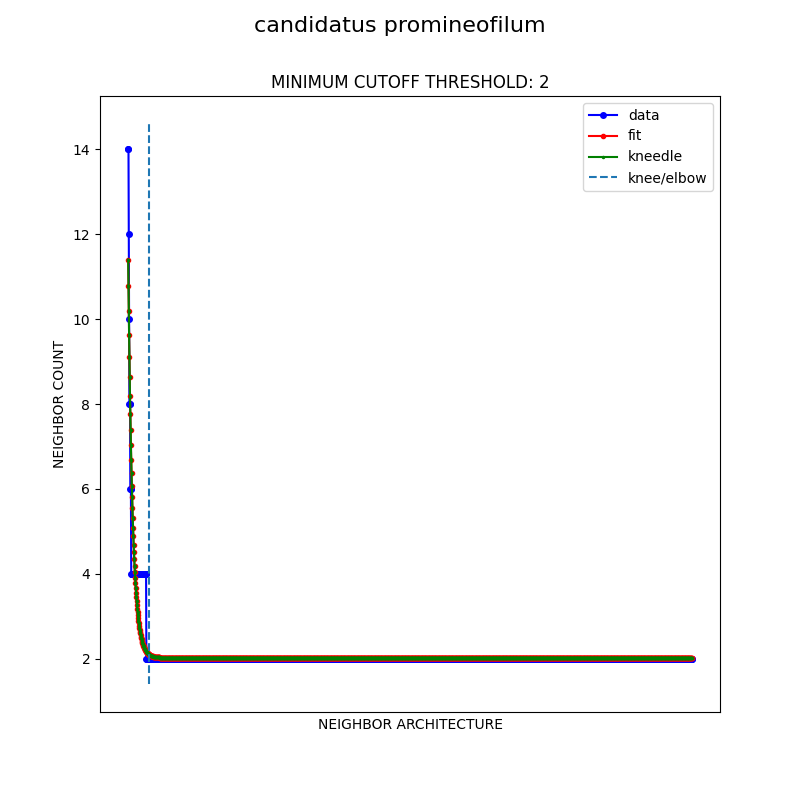 candidatus promineofilum
MINIMUM CUTOFF THRESHOLD: 2
data
fit
kneedle
knee/elbow
14
12
10
8
6
4
2
NEIGHBOR COUNT
NEIGHBOR ARCHITECTURE